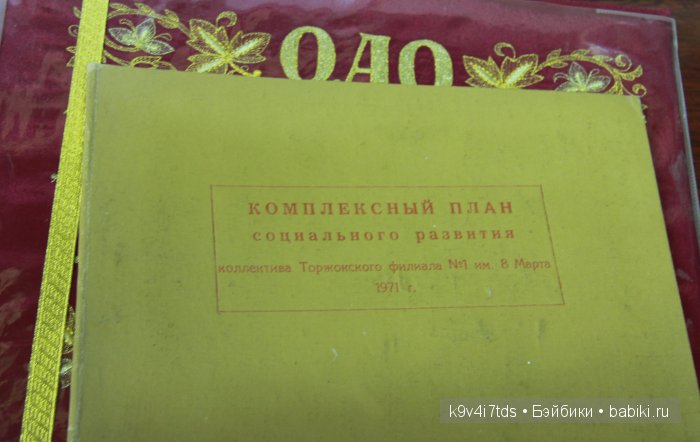 ОАО
КОМПЛЕКСНЫЙ ПЛАН
социального развития
коллектива Торжокского филиала №1 им. 8 Марта
1971 г.
k9v4i7tds • Бэйбики • babiki.ru